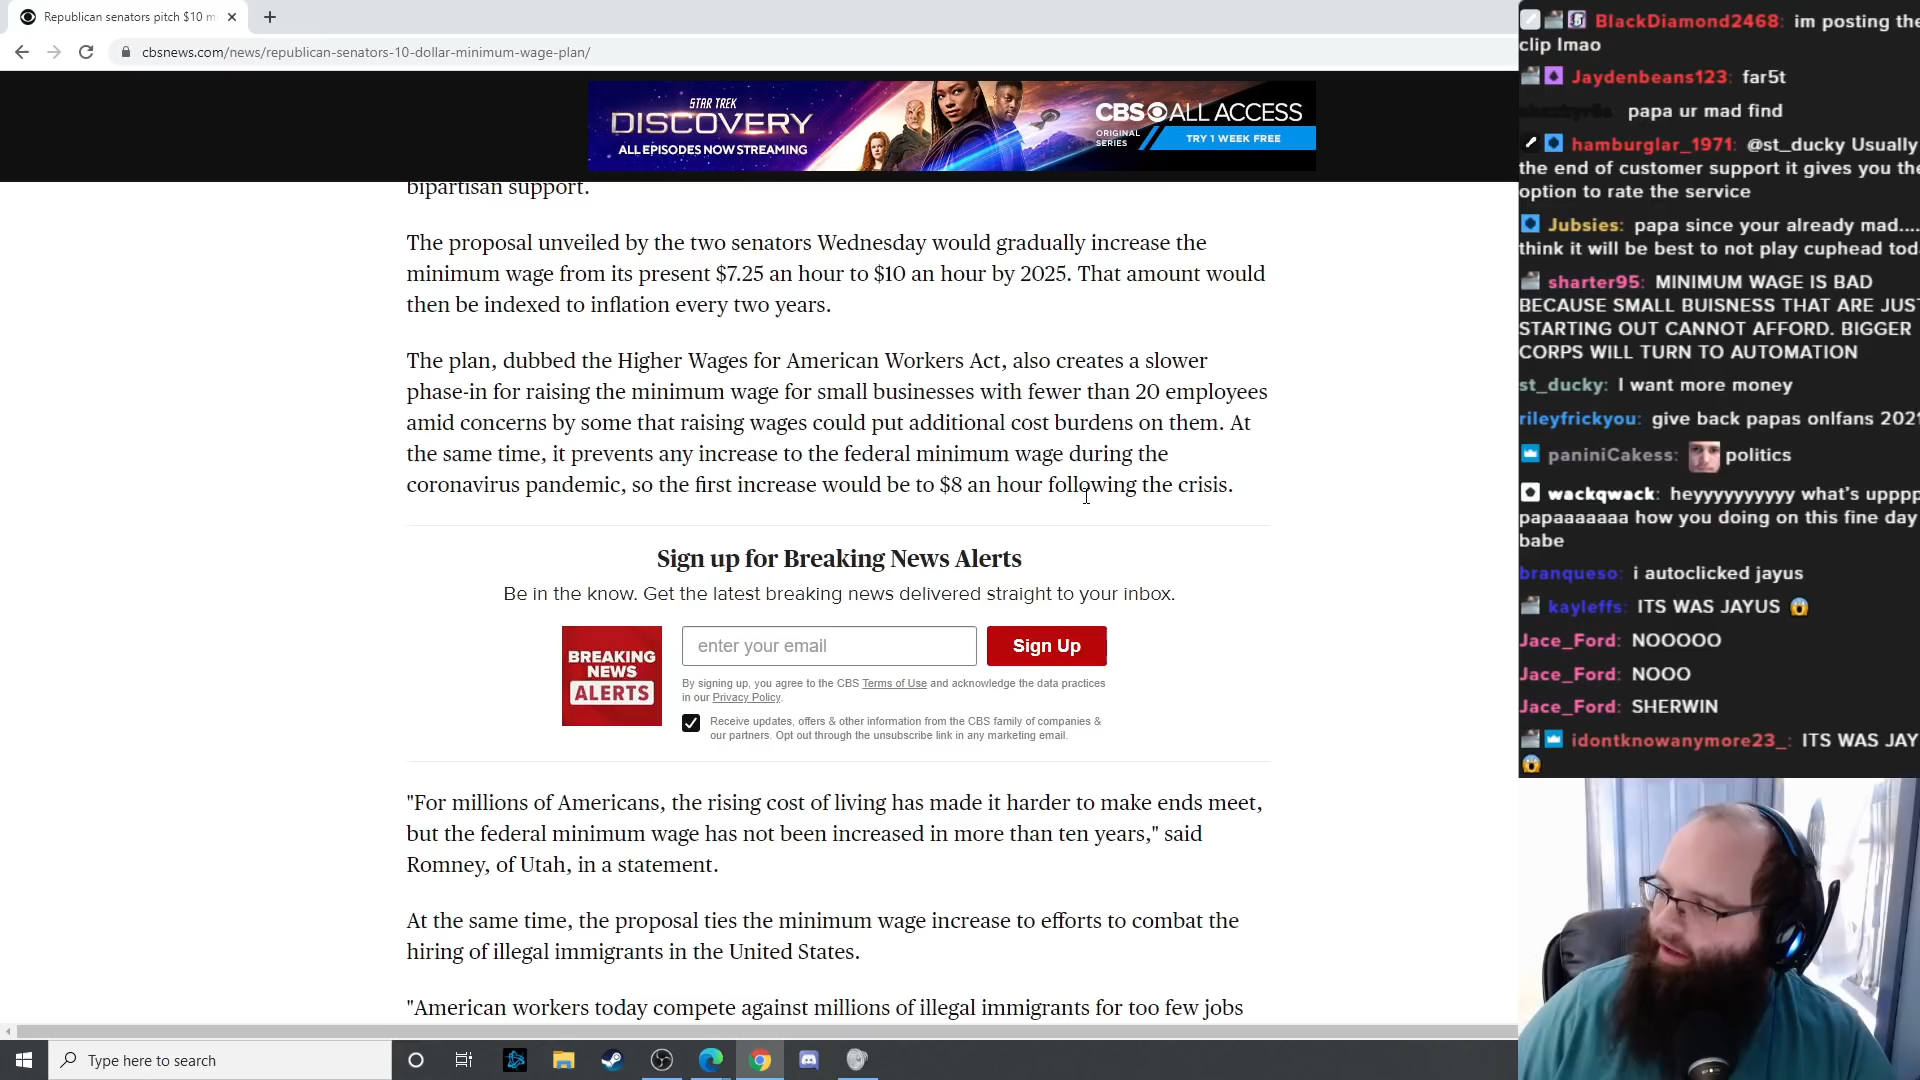 Republican senators pitch $10 m
cbsnews.com/news/republican-senators-10-dollar-minimum-wage-plan/
STAR TREK
DISCOVERY
ALL EPISODES NOW STREAMING
CBS ALL ACCESS
ORIGINAL
SERIES
TRY 1 WEEK FREE
bipartisan support.
The proposal unveiled by the two senators Wednesday would gradually increase the
minimum wage from its present $7.25 an hour to $10 an hour by 2025. That amount would
then be indexed to inflation every two years.
The plan, dubbed the Higher Wages for American Workers Act, also creates a slower
phase-in for raising the minimum wage for small businesses with fewer than 20 employees
amid concerns by some that raising wages could put additional cost burdens on them. At
the same time, it prevents any increase to the federal minimum wage during the
coronavirus pandemic, so the first increase would be to $8 an hour following the crisis.
Sign up for Breaking News Alerts
Be in the know. Get the latest breaking news delivered straight to your inbox.
BREAKING
NEWS
ALERTS
enter your email
Sign Up
By signing up, you agree to the CBS Terms of Use and acknowledge the data practices
in our Privacy Policy.
Receive updates, offers & other information from the CBS family of companies &
our partners. Opt out through the unsubscribe link in any marketing email.
"For millions of Americans, the rising cost of living has made it harder to make ends meet,
but the federal minimum wage has not been increased in more than ten years," said
Romney, of Utah, in a statement.
At the same time, the proposal ties the minimum wage increase to efforts to combat the
hiring of illegal immigrants in the United States.
"American workers today compete against millions of illegal immigrants for too few jobs
Type here to search
BlackDiamond2468: im posting the
clip lmao
Jaydenbeans123: far5t
papa ur mad find
hamburglar_1971: @st_ducky Usually
the end of customer support it gives you the
option to rate the service
Jubsies: papa since your already mad....
think it will be best to not play cuphead tod
sharter95: MINIMUM WAGE IS BAD
BECAUSE SMALL BUISNESS THAT ARE JUST
STARTING OUT CANNOT AFFORD. BIGGER
CORPS WILL TURN TO AUTOMATION
st_ducky: I want more money
rileyfrickyou: give back papas onlfans 2021
paniniCakess: politics
wackqwack: heyyyyyyyyyy what's upppp
papaaaaaaa how you doing on this fine day
babe
branqueso: i autoclicked jayus
kayleffs: ITS WAS JAYUS
Jace_Ford: NOOOOO
Jace_Ford: NOOO
Jace_Ford: SHERWIN
idontknowanymore23_: ITS WAS JAY